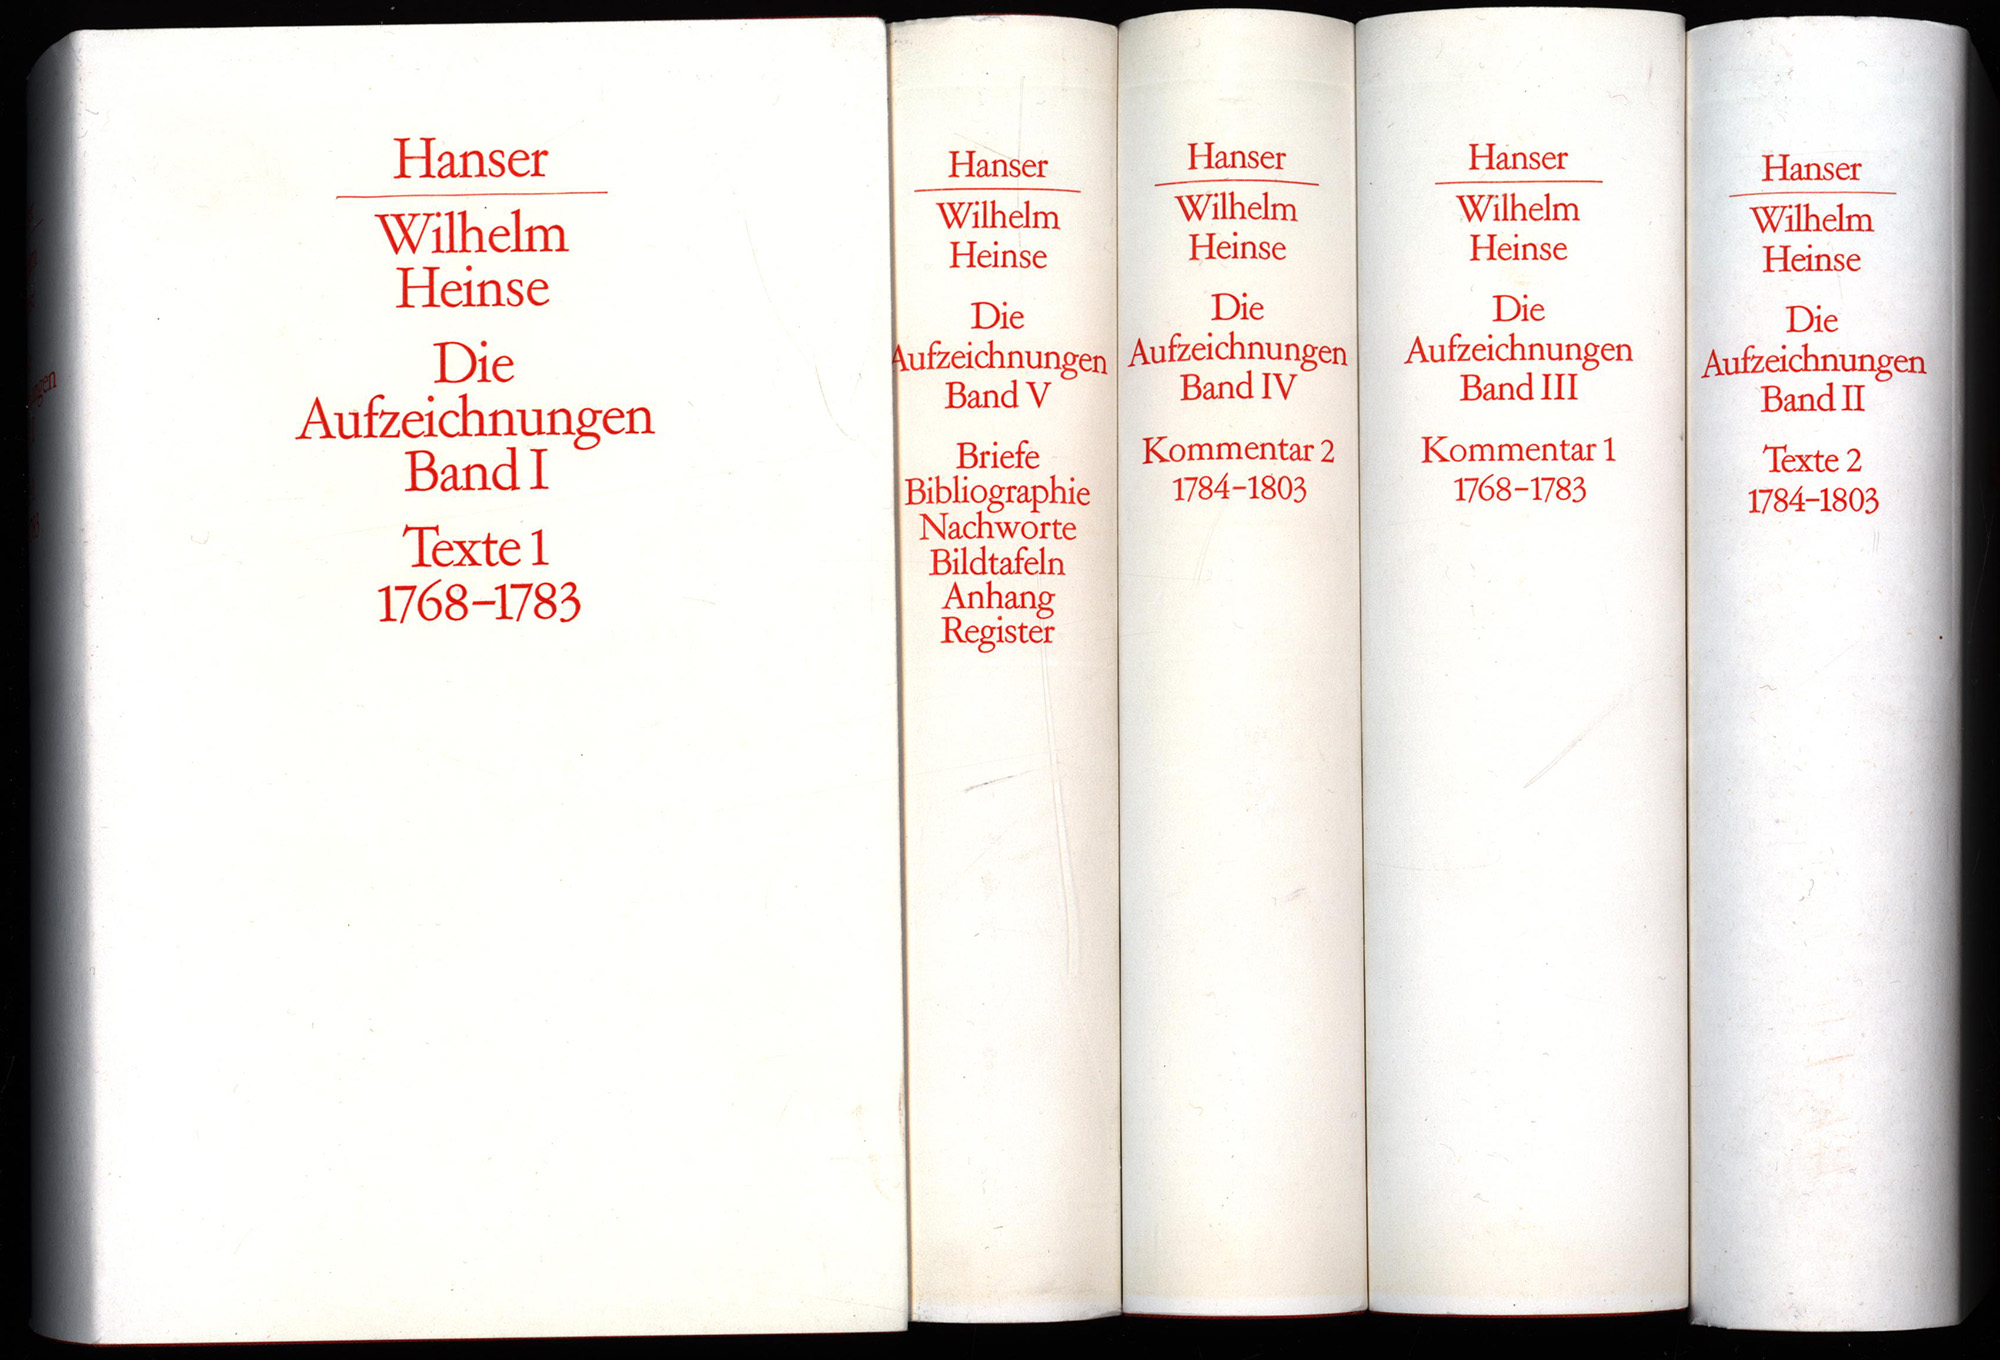 Hanser
Wilhelm
Heinse
Die
Aufzeichnungen
Band I
Texte 1
1768–1783
Hanser
Wilhelm
Heinse
Die
Aufzeichnungen
Band V
Briefe
Bibliographie
Nachworte
Bildtafeln
Anhang
Register
Hanser
Wilhelm
Heinse
Die
Aufzeichnungen
Band IV
Kommentar 2
1784–1803
Hanser
Wilhelm
Heinse
Die
Aufzeichnungen
Band III
Kommentar 1
1768–1783
Hanser
Wilhelm
Heinse
Die
Aufzeichnungen
Band II
Texte 2
1784–1803